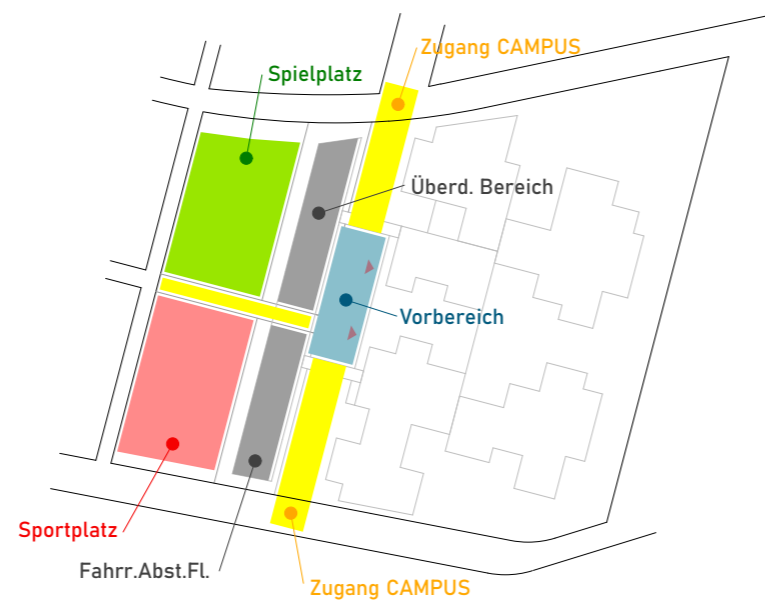 Zugang CAMPUS
Spielplatz
Überd. Bereich
Vorbereich
Sportplatz
Fahrr.Abst.Fl.
Zugang CAMPUS